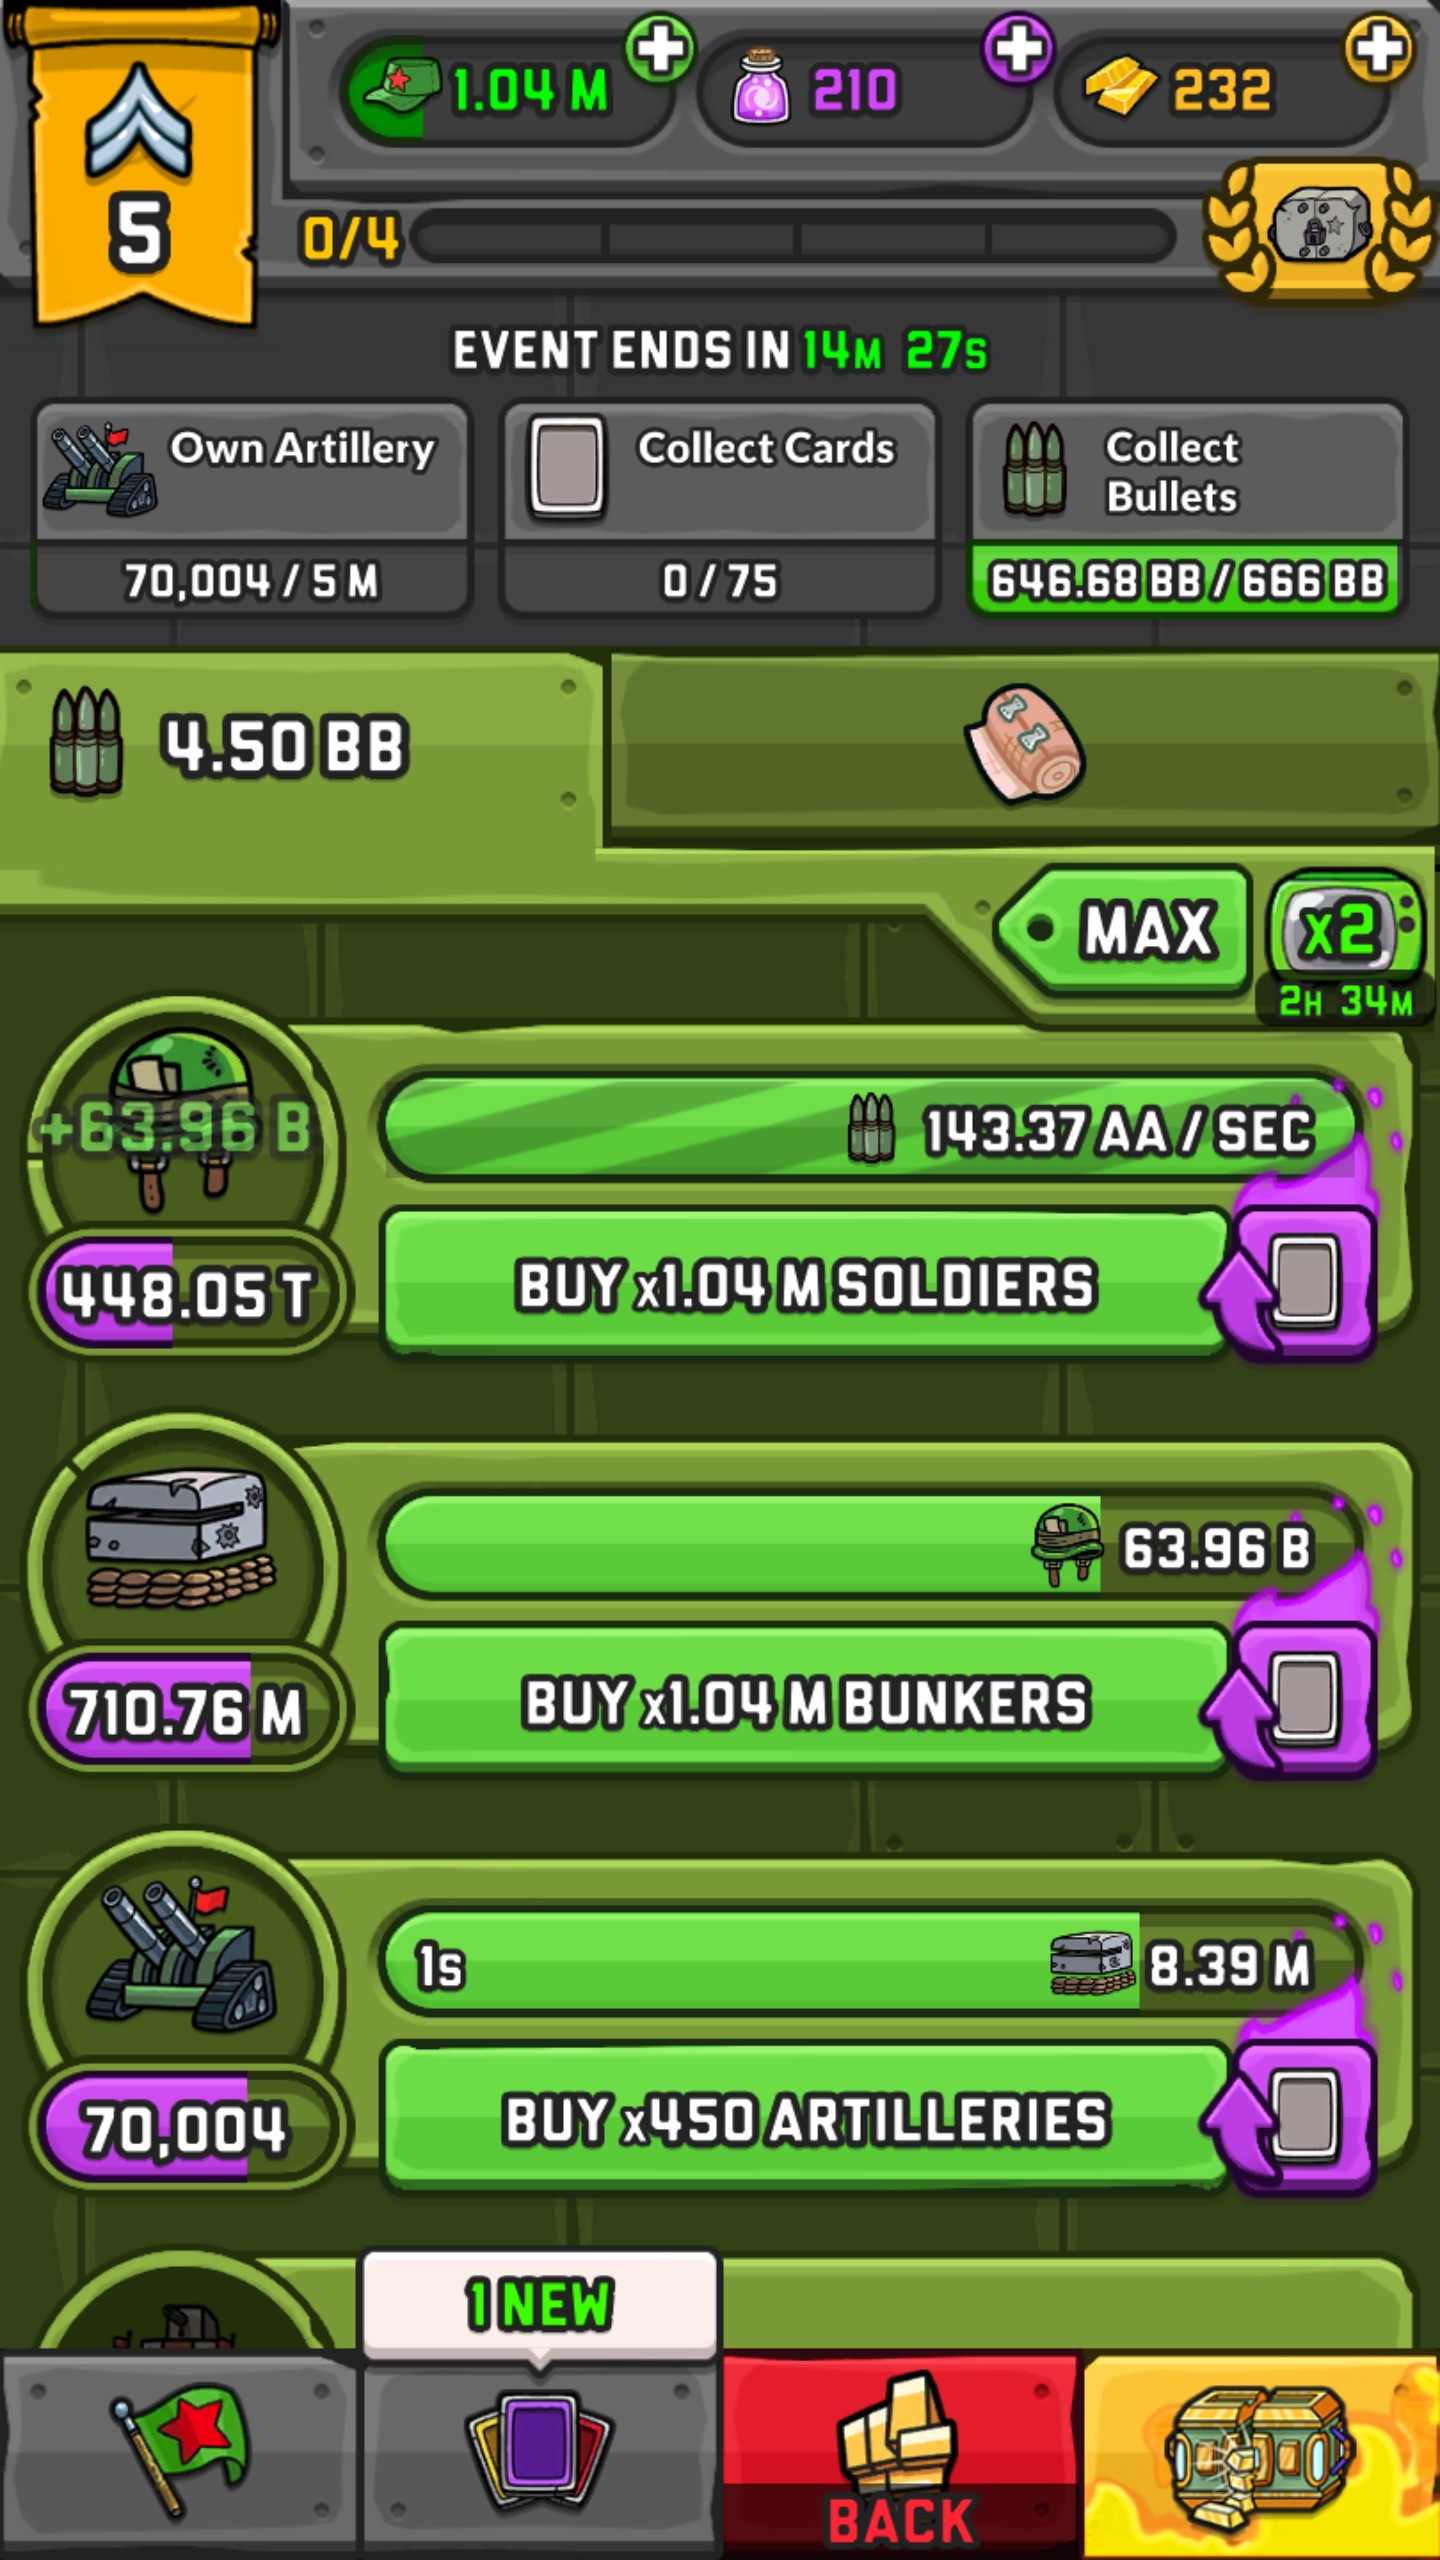 1.04 M
210
232
5
0/4
EVENT ENDS IN 14M 27S
Own Artillery
70,004 / 5 M
Collect Cards
0 / 75
Collect
Bullets
646.68 BB / 666 BB
4.50 BB
MAX
x2
2H 34M
+63.96 B
143.37 AA / SEC
448.05 T
BUY x1.04 M SOLDIERS
63.96 B
710.76 M
BUY x1.04 M BUNKERS
1s
8.39 M
70,004
BUY x450 ARTILLERIES
1 NEW
BACK